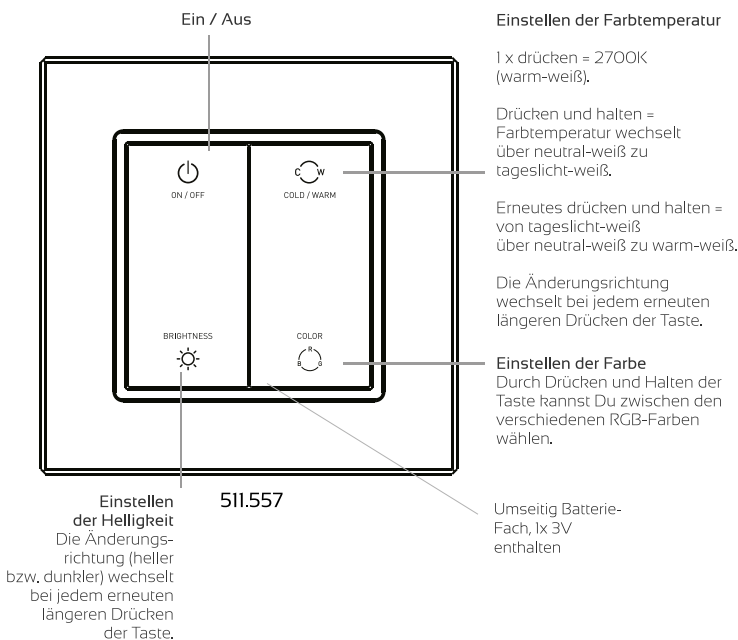 Ein / Aus
Einstellen der Farbtemperatur
1 x drücken = 2700K
(warm-weiß).
Drücken und halten =
Farbtemperatur wechselt
über neutral-weiß zu
tageslicht-weiß.
Erneutes drücken und halten =
von tageslicht-weiß
über neutral-weiß zu warm-weiß.
Die Änderungsrichtung
wechselt bei jedem erneuten
längeren Drücken der Taste.
ON / OFF
C W
COLD / WARM
BRIGHTNESS
COLOR
R
B G
Einstellen der Farbe
Durch Drücken und Halten der
Taste kannst Du zwischen den
verschiedenen RGB-Farben
wählen.
Einstellen
der Helligkeit
Die Änderungs-
richtung (heller
bzw. dunkler) wechselt
bei jedem erneuten
längeren Drücken
der Taste.
511.557
Umseitig Batterie-
Fach, 1x 3V
enthalten